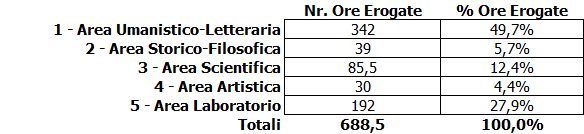 Nr. Ore Erogate % Ore Erogate
1 - Area Umanistico-Letteraria 342 49,7%
2 - Area Storico-Filosofica 39 5,7%
3 - Area Scientifica 85,5 12,4%
4 - Area Artistica 30 4,4%
5 - Area Laboratorio 192 27,9%
Totali 688,5 100,0%